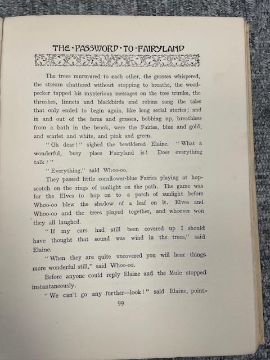 THE · PASSWORD · TO · FAIRYLAND
The trees murmured to each other, the grasses whispered,
the stream chattered without stopping to breathe, the wood-
pecker tapped his mysterious messages on the tree trunks, the
thrushes, linnets and blackbirds and robins sang the tales
that only ended to begin again, like long serial stories; and
in and out of the ferns and grasses, bobbing up, breathless
from a bath in the brook, were the Fairies, blue and gold,
and scarlet and white, and pink and green.
"Oh dear!" sighed the bewildered Elaine. "What a
wonderful, busy place Fairyland is! Does everything
talk?"
"Everything," said Whoo-oo.
They passed little cornflower-blue Fairies playing at hop-
scotch on the rings of sunlight on the path. The game was
for the Elves to hop on to a patch of sunlight before
Whoo-oo blew the shadow of a leaf on it. Elves and
Whoo-oo and the trees played together, and whoever won
they all laughed.
"If my ears had still been covered up I should
have thought that sound was wind in the trees," said
Elaine.
"When they are quite uncovered you will hear things
more wonderful still," said Whoo-oo.
Before anyone could reply Elaine and the Mule stopped
instantaneously.
"We can't go any further—look!" said Elaine, point-
99